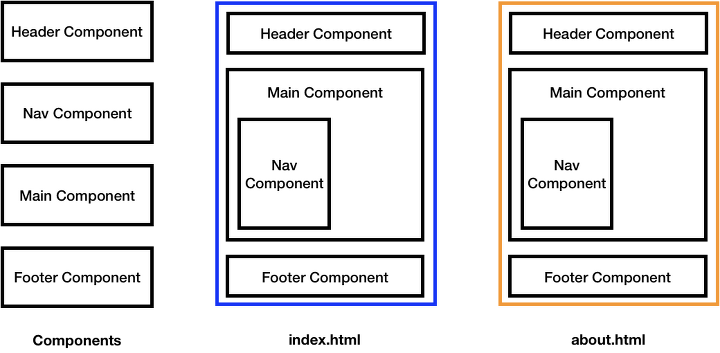 Header Component
Nav Component
Main Component
Footer Component
Components
Header Component
Main Component
Nav
Component
Footer Component
index.html
Header Component
Main Component
Nav
Component
Footer Component
about.html